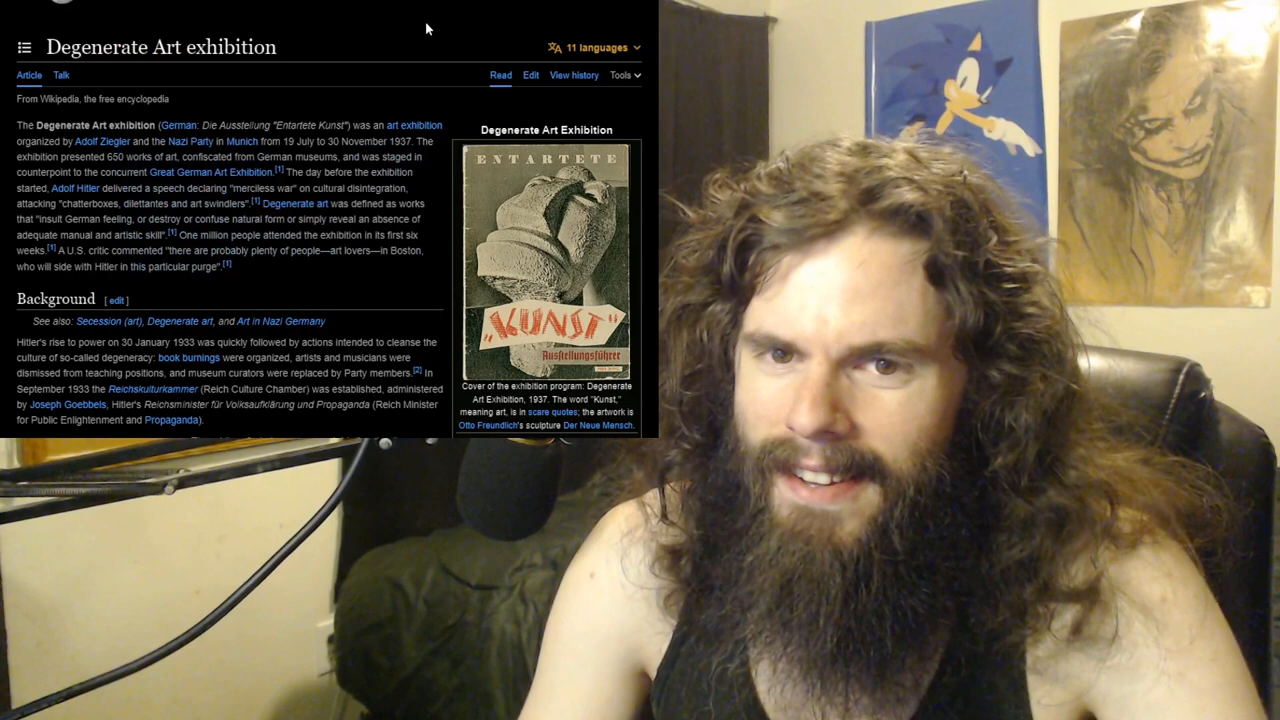 Degenerate Art exhibition
11 languages
Article Talk
Read Edit View history Tools
From Wikipedia, the free encyclopedia
The Degenerate Art exhibition (German: Die Ausstellung "Entartete Kunst") was an art exhibition
organized by Adolf Ziegler and the Nazi Party in Munich from 19 July to 30 November 1937. The
exhibition presented 650 works of art, confiscated from German museums, and was staged in
counterpoint to the concurrent Great German Art Exhibition.[1] The day before the exhibition
started, Adolf Hitler delivered a speech declaring "merciless war" on cultural disintegration,
attacking "chatterboxes, dilettantes and art swindlers".[1] Degenerate art was defined as works
that "insult German feeling, or destroy or confuse natural form or simply reveal an absence of
adequate manual and artistic skill".[1] One million people attended the exhibition in its first six
weeks.[1] A U.S. critic commented "there are probably plenty of people—art lovers—in Boston,
who will side with Hitler in this particular purge".[1]
Background [ edit ]
See also: Secession (art), Degenerate art, and Art in Nazi Germany
Hitler's rise to power on 30 January 1933 was quickly followed by actions intended to cleanse the
culture of so-called degeneracy: book burnings were organized, artists and musicians were
dismissed from teaching positions, and museum curators were replaced by Party members.[2] In
September 1933 the Reichskulturkammer (Reich Culture Chamber) was established, administered
by Joseph Goebbels, Hitler's Reichsminister für Volksaufklärung und Propaganda (Reich Minister
for Public Enlightenment and Propaganda).
Degenerate Art Exhibition
ENTARTETE
„KUNST"
Ausstellungsführer
Cover of the exhibition program: Degenerate
Art Exhibition, 1937. The word "Kunst,"
meaning art, is in scare quotes; the artwork is
Otto Freundlich's sculpture Der Neue Mensch.